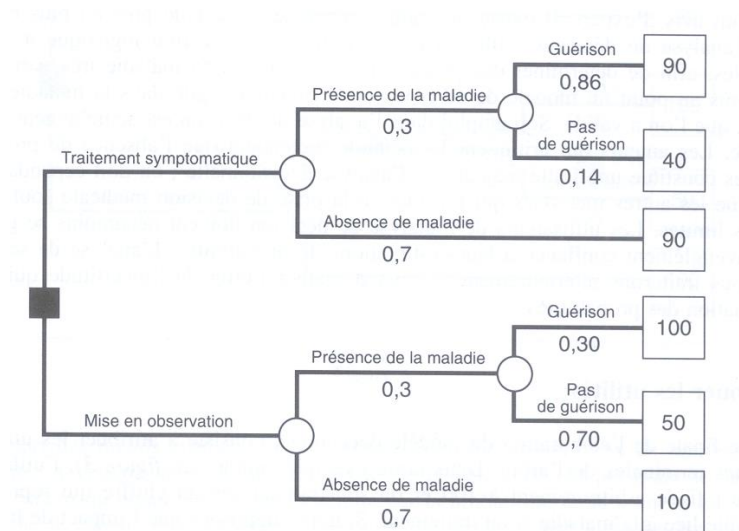 Guérison
90
0,86
Présence de la maladie
0,3
Pas
de guérison
40
0,14
Traitement symptomatique
Absence de maladie
90
0,7
Guérison
100
0,30
Présence de la maladie
0,3
Pas
de guérison
50
0,70
Mise en observation
Absence de maladie
100
0,7